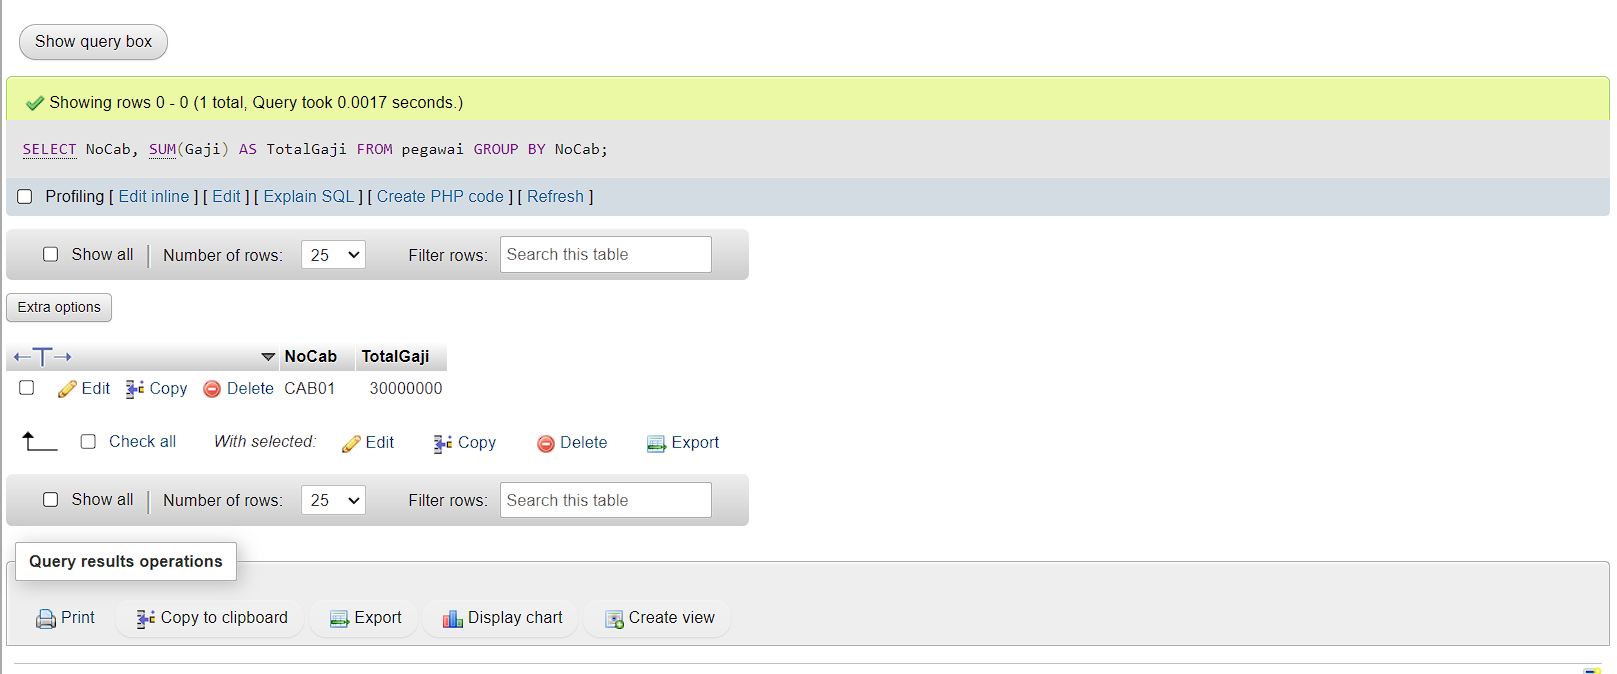 Show query box
Showing rows 0 - 0 (1 total, Query took 0.0017 seconds.)
SELECT NoCab, SUM(Gaji) AS TotalGaji FROM pegawai GROUP BY NoCab;
Profiling [ Edit inline ] [ Edit ] [ Explain SQL ] [ Create PHP code ] [ Refresh ]
Show all Number of rows: 25 Filter rows: Search this table
Extra options
NoCab TotalGaji
Edit Copy Delete CAB01 30000000
Check all With selected: Edit Copy Delete Export
Show all Number of rows: 25 Filter rows: Search this table
Query results operations
Print Copy to clipboard Export Display chart Create view